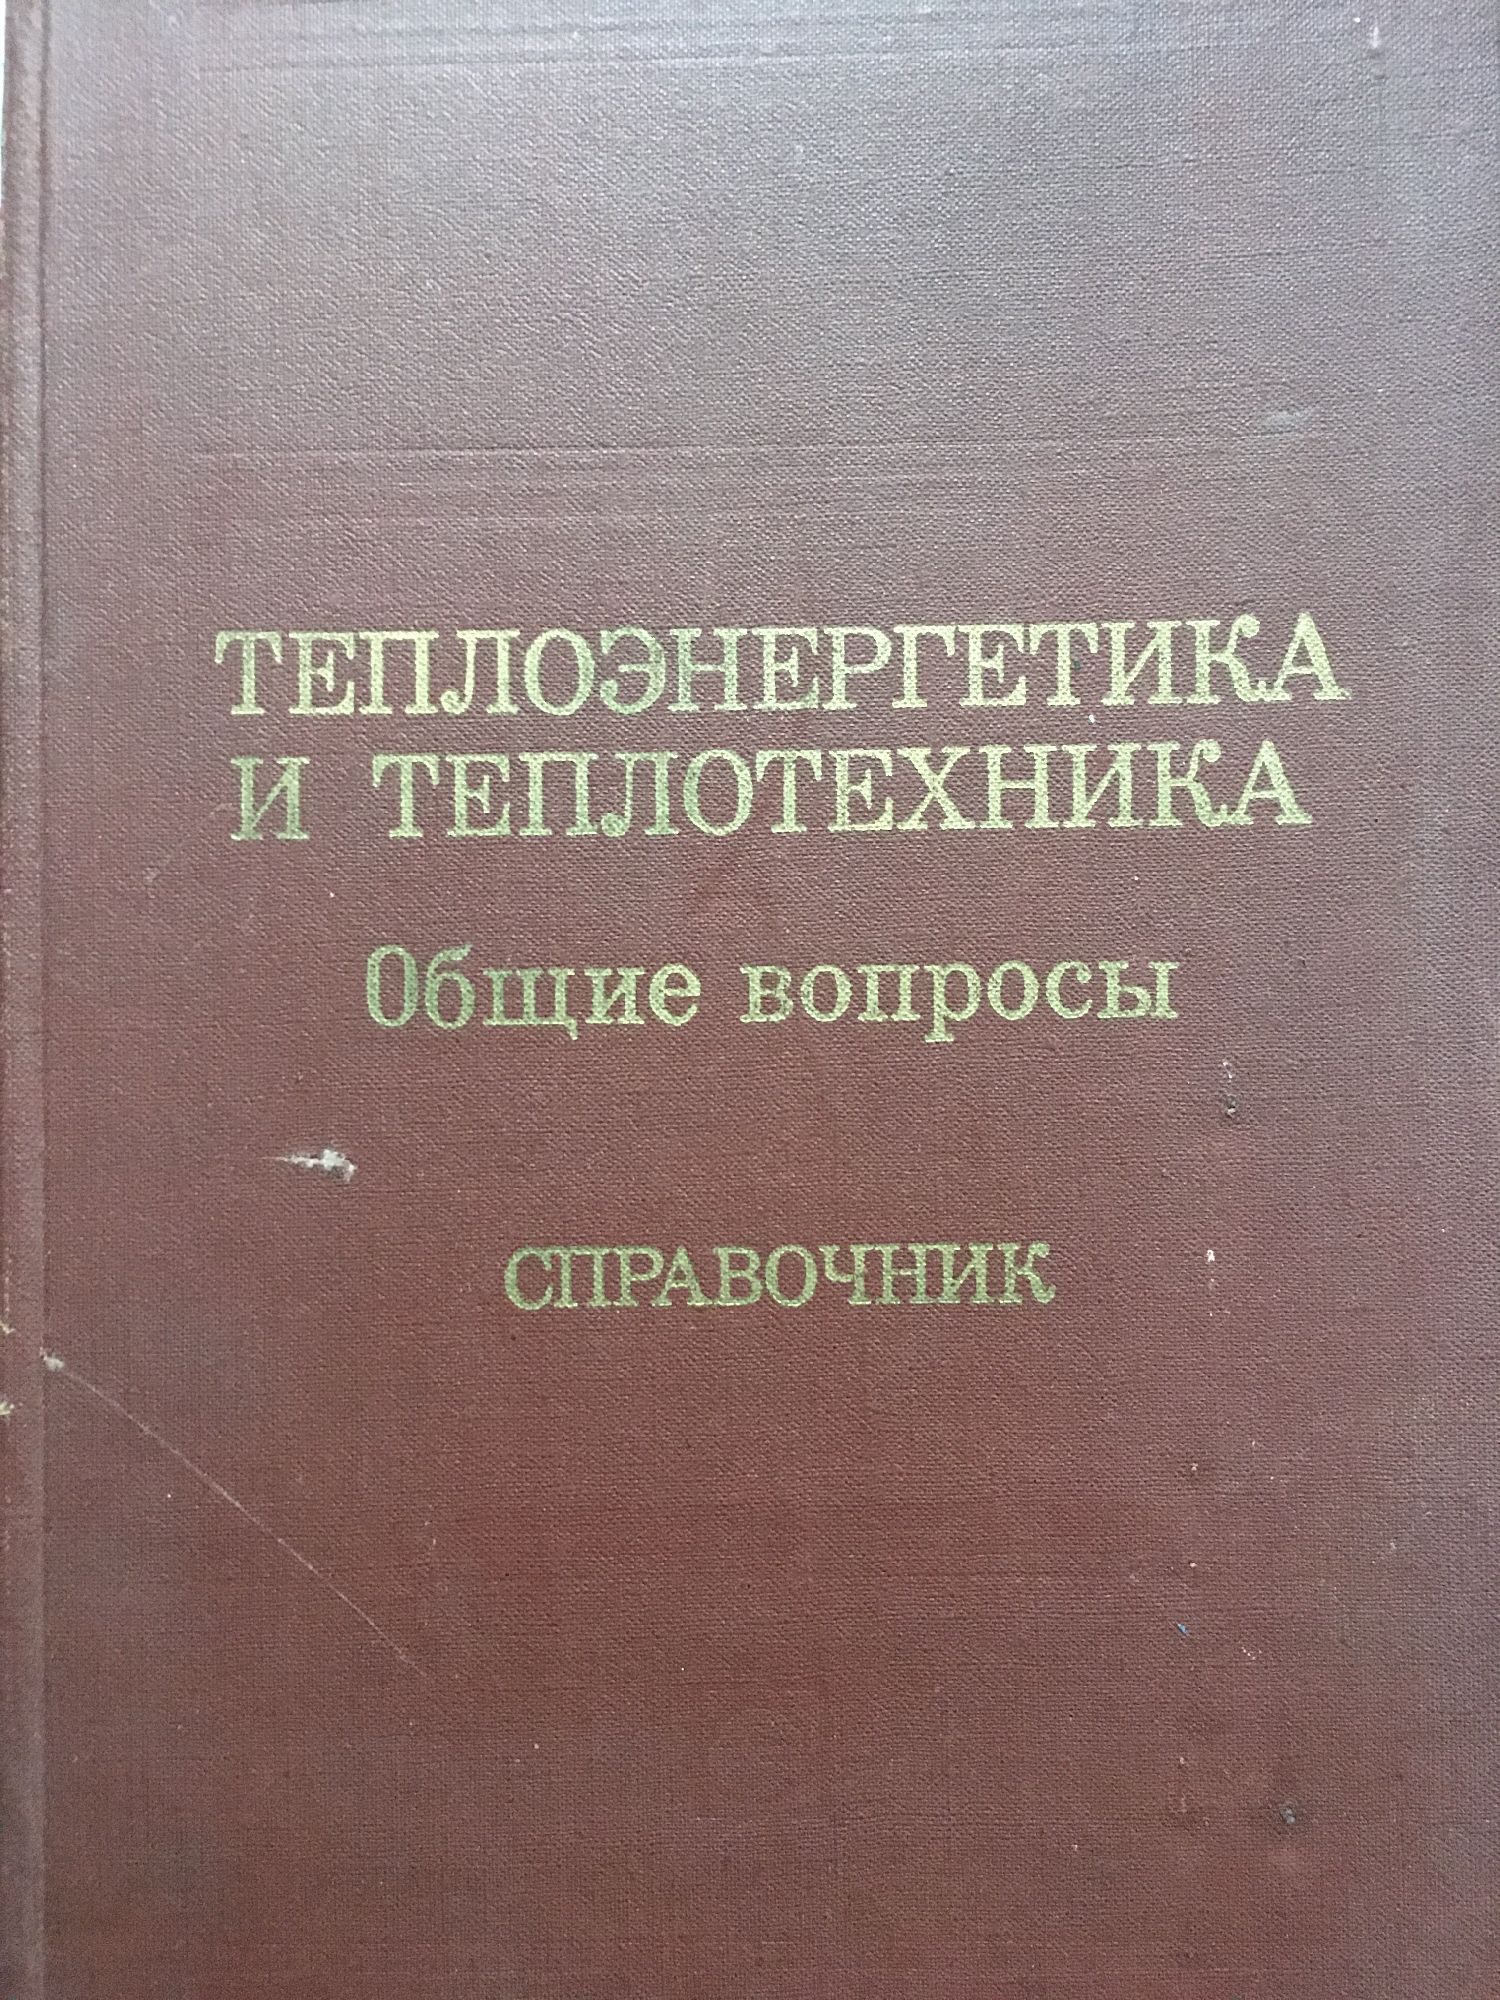 ТЕПЛОЭНЕРГЕТИКА
И ТЕПЛОТЕХНИКА
Общие вопросы
СПРАВОЧНИК